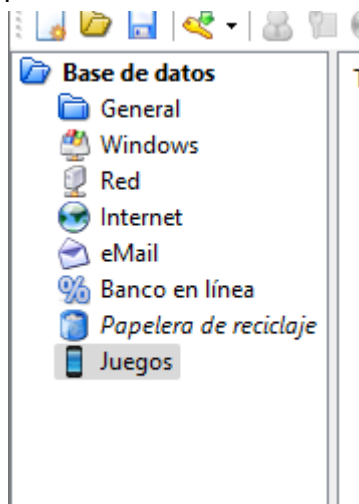 Base de datos
General
Windows
Red
Internet
eMail
Banco en línea
Papelera de reciclaje
Juegos